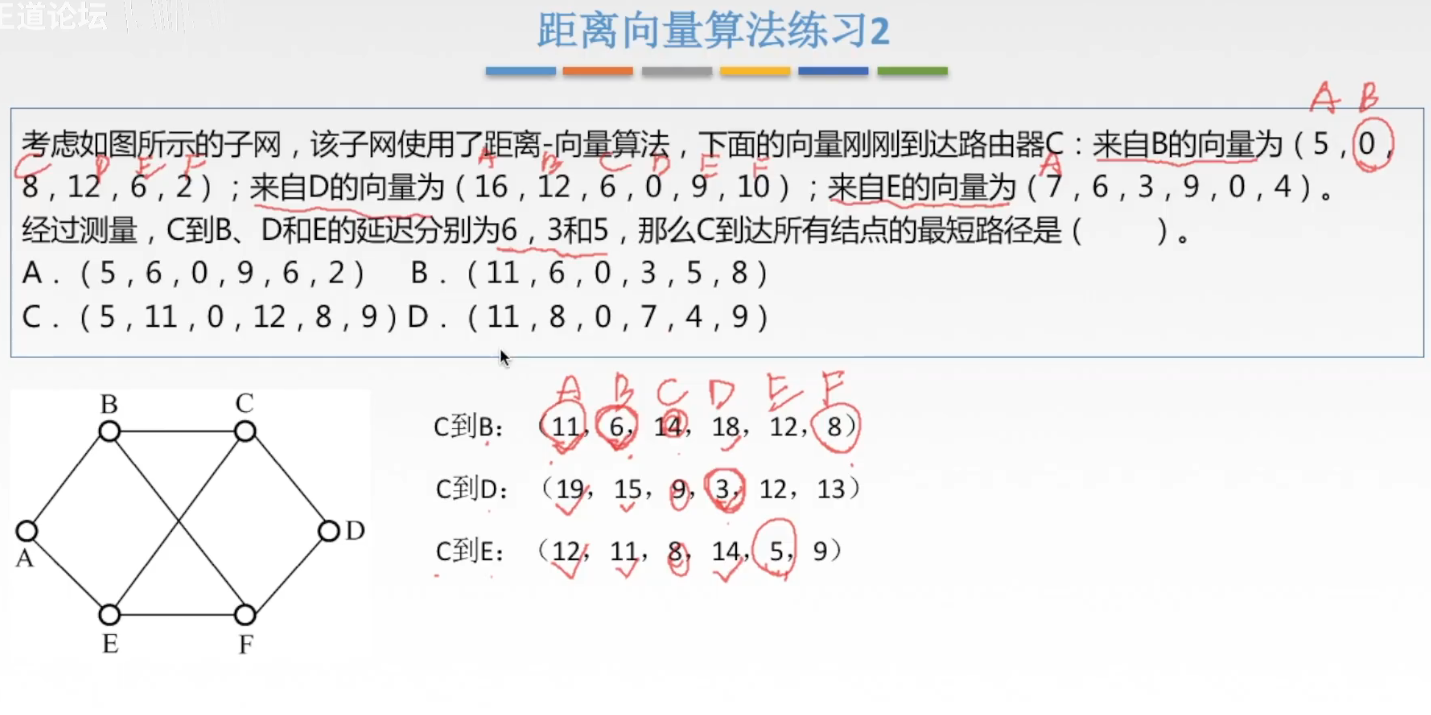 王道论坛
距离向量算法练习2
A B
考虑如图所示的子网，该子网使用了距离-向量算法，下面的向量刚刚到达路由器C：来自B的向量为（5，0，
C D E F A B C D E F A
8，12，6，2）；来自D的向量为（16，12，6，0，9，10）；来自E的向量为（7，6，3，9，0，4）。
经过测量，C到B、D和E的延迟分别为6，3和5，那么C到达所有结点的最短路径是（ ）。
A.（5，6，0，9，6，2） B.（11，6，0，3，5，8）
C.（5，11，0，12，8，9）D.（11，8，0，7，4，9）
A B C D E F
C到B：（11，6，14，18，12，8）
C到D：（19，15，9，3，12，13）
C到E：（12，11，8，14，5，9）
B C
A D
E F